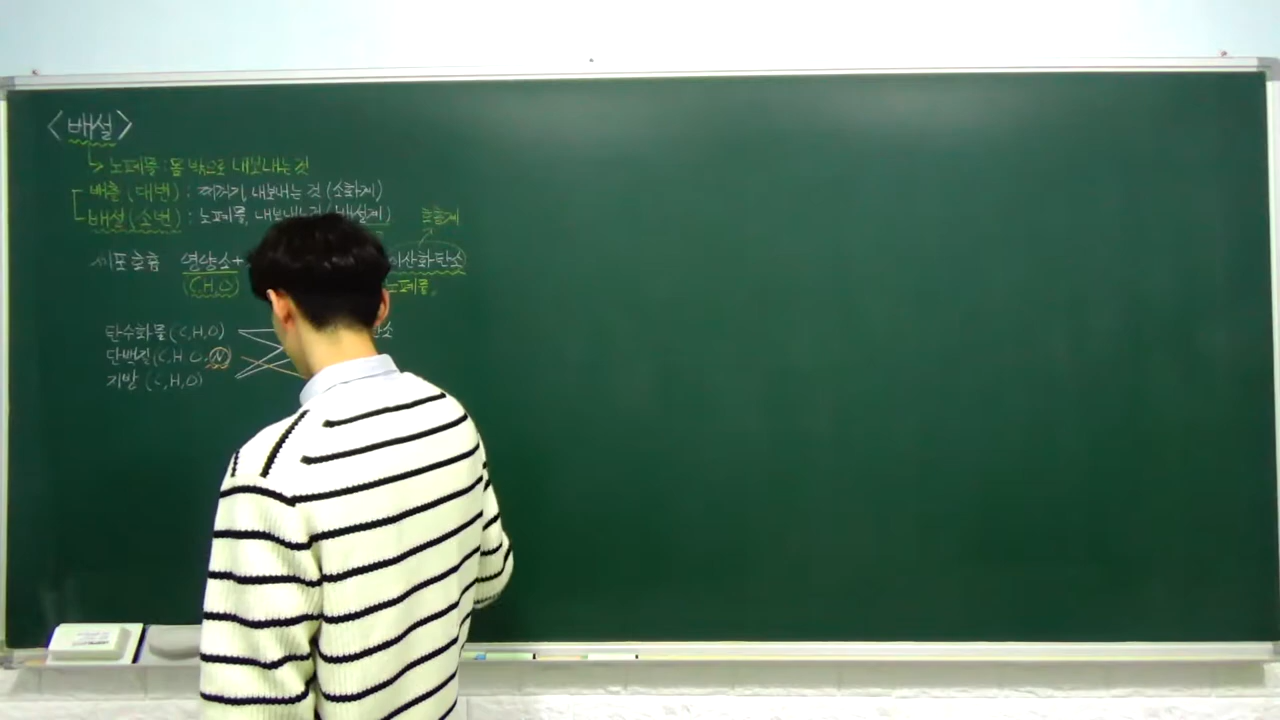 <배설>
↳ 노폐물 : 몸 밖으로 내보내는 것
배출 (대변) : 찌꺼기, 내보내는 것 (소화계)
배설 (소변) : 노폐물, 내보내는 것 (배설계)
호흡계
세포호흡 영양소 + 이산화탄소
(C,H,O) 노폐물
탄수화물 (C,H,O)
단백질 (C,H,O,N)
지방 (C,H,O)